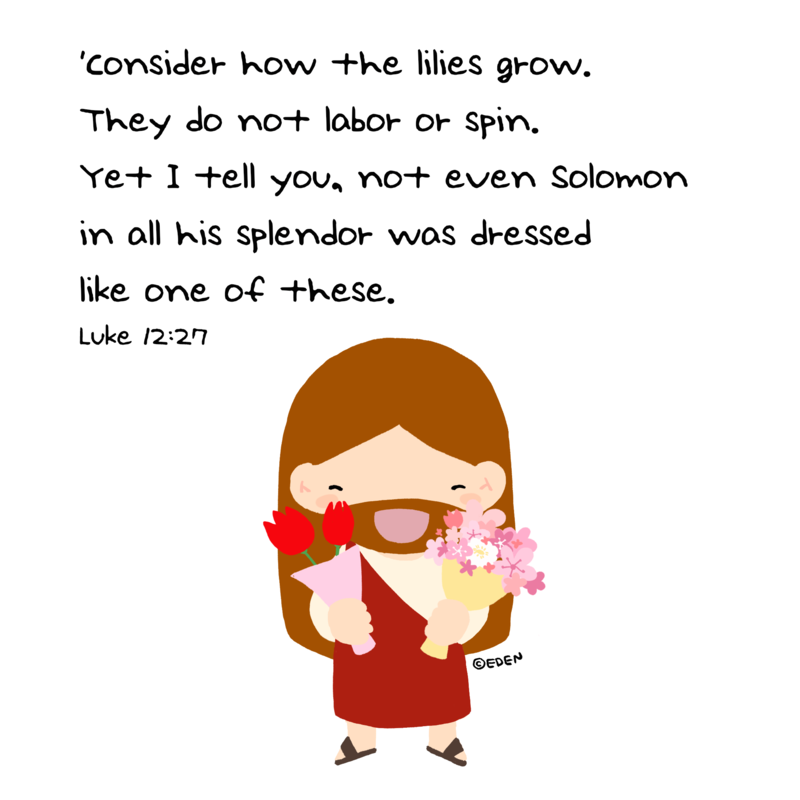 'Consider how the lilies grow.
They do not labor or spin.
Yet I tell you, not even Solomon
in all his splendor was dressed
like one of these.
Luke 12:27
©EDEN